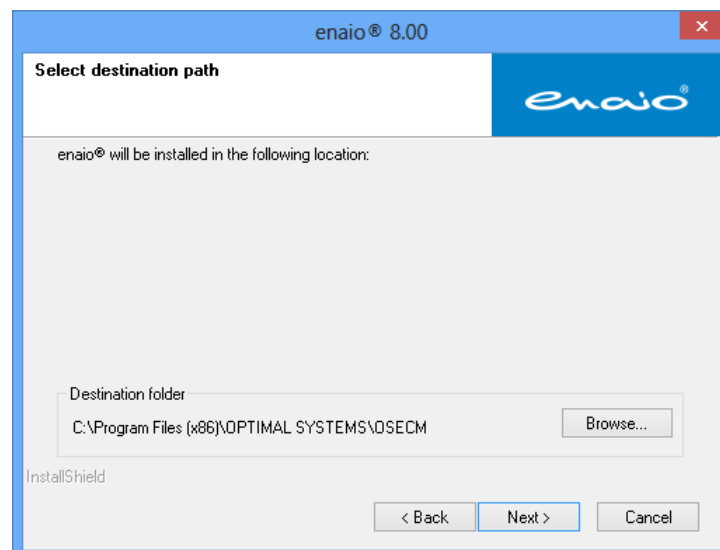 enaio® 8.00
Select destination path
enaio®
enaio® will be installed in the following location:
Destination folder
C:\Program Files (x86)\OPTIMAL SYSTEMS\OSECM
Browse...
InstallShield
< Back
Next >
Cancel